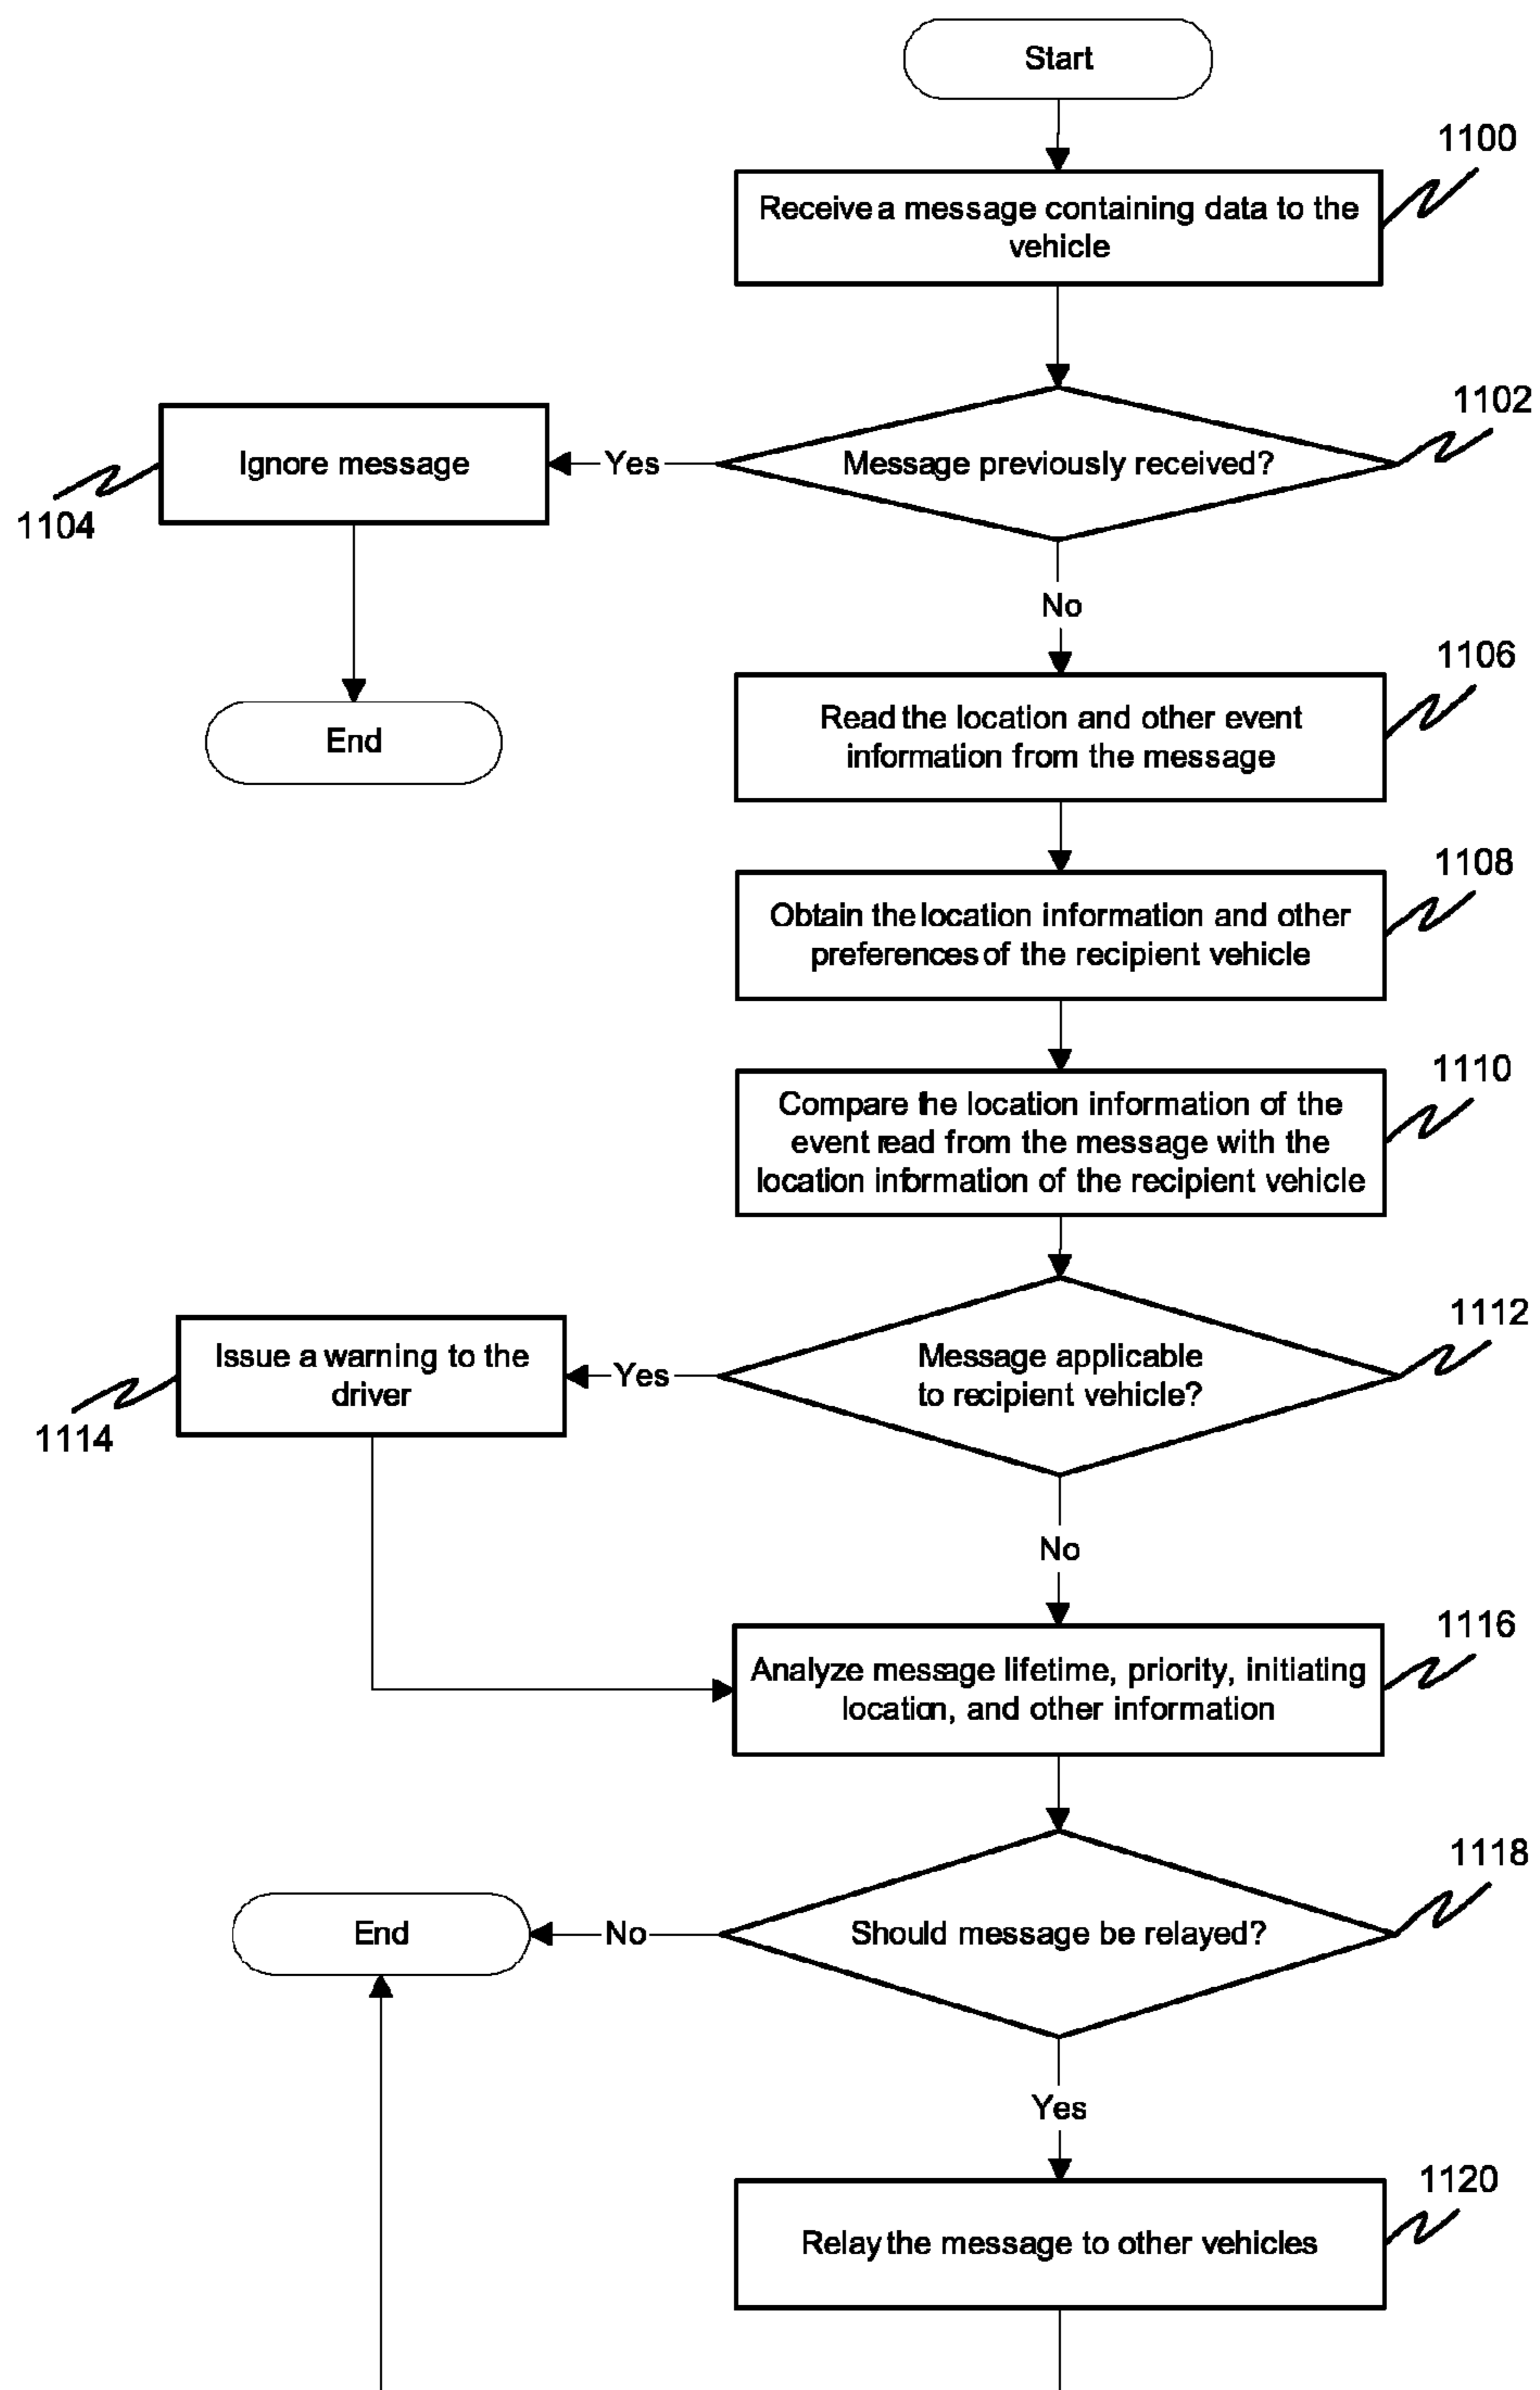 Start
1100
Receive a message containing data to the
vehicle
1102
Message previously received?
Yes
Ignore message
1104
End
No
1106
Read the location and other event
information from the message
1108
Obtain the location information and other
preferences of the recipient vehicle
1110
Compare the location information of the
event read from the message with the
location information of the recipient vehicle
1112
Message applicable
to recipient vehicle?
Yes
Issue a warning to the
driver
1114
No
1116
Analyze message lifetime, priority, initiating
location, and other information
1118
Should message be relayed?
No
End
Yes
1120
Relay the message to other vehicles